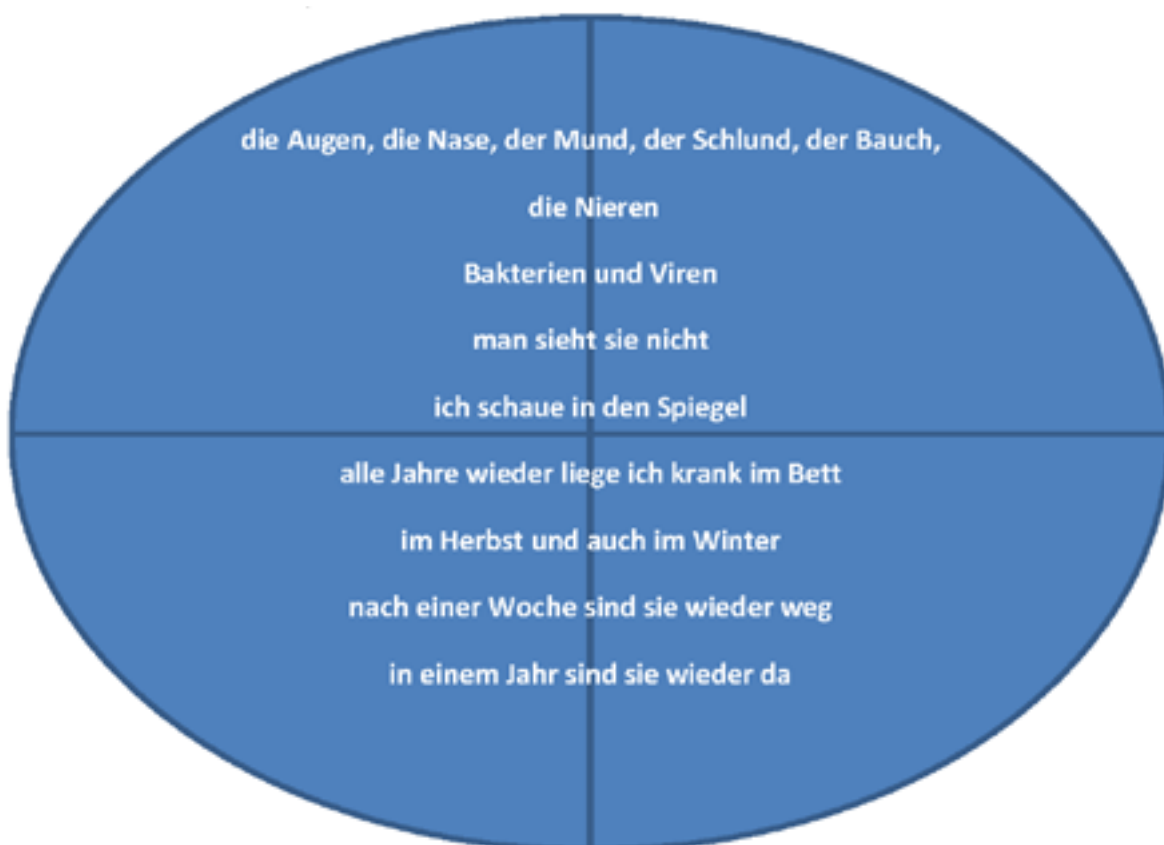 die Augen, die Nase, der Mund, der Schlund, der Bauch,
die Nieren
Bakterien und Viren
man sieht sie nicht
ich schaue in den Spiegel
alle Jahre wieder liege ich krank im Bett
im Herbst und auch im Winter
nach einer Woche sind sie wieder weg
in einem Jahr sind sie wieder da